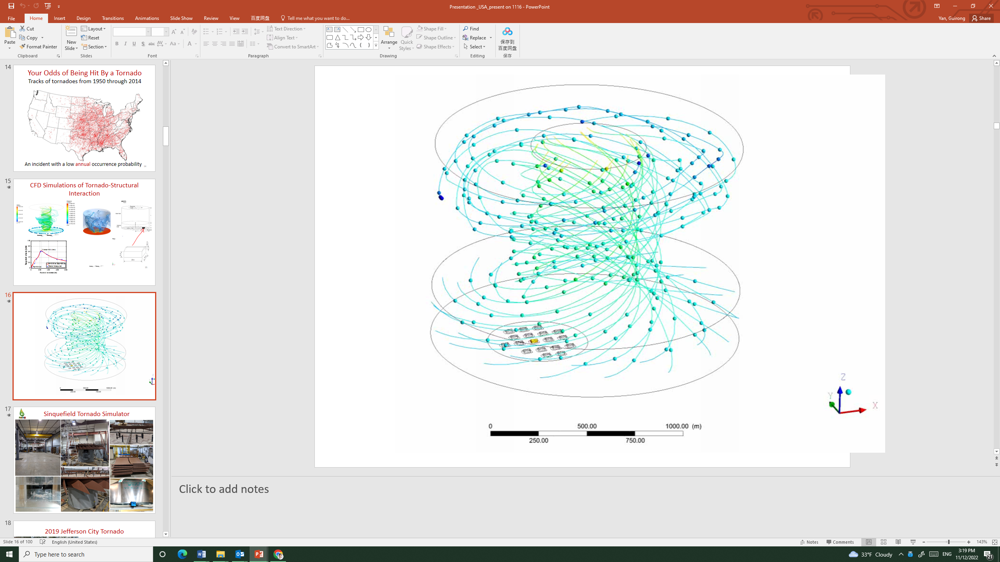 Presentation _USA_present on 1116 - PowerPoint
File
Home
Insert
Design
Transitions
Animations
Slide Show
Review
View
百度网盘
Tell me what you want to do...
Yan, Guirong
Share
Paste
Cut
Copy
Format Painter
Clipboard
New
Slide
Layout
Reset
Section
Slides
B I U S abc AV Aa A
Font
Text Direction
Align Text
Convert to SmartArt
Paragraph
Arrange
Quick
Styles
Shape Fill
Shape Outline
Shape Effects
Drawing
Find
Replace
Select
Editing
保存到
百度网盘
保存
14
Your Odds of Being Hit By a Tornado
Tracks of tornadoes from 1950 through 2014
An incident with a low annual occurrence probability
14
15
CFD Simulations of Tornado-Structural
Interaction
ANSYS
15
16
17
Sinquefield Tornado Simulator
18
2019 Jefferson City Tornado
Z
Y
X
0
500.00
1000.00 (m)
250.00
750.00
Click to add notes
Slide 16 of 100
English (United States)
Notes
Comments
143%
Type here to search
33°F Cloudy
ENG
3:19 PM
11/12/2022
21